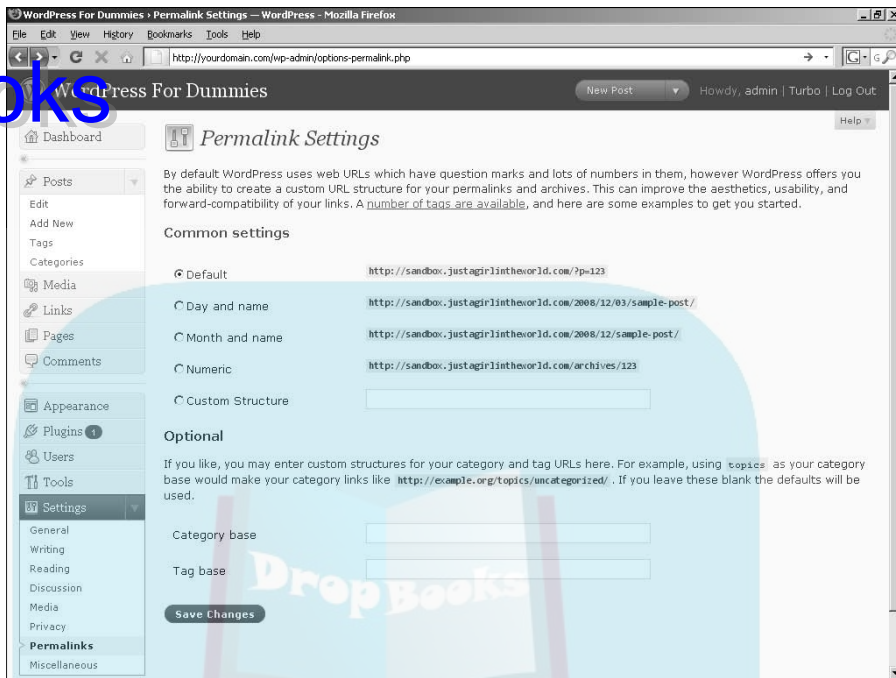 WordPress For Dummies › Permalink Settings — WordPress - Mozilla Firefox
File Edit View History Bookmarks Tools Help
http://yourdomain.com/wp-admin/options-permalink.php
G
oks
WordPress For Dummies
New Post
Howdy, admin | Turbo | Log Out
Help
Dashboard
Posts
Edit
Add New
Tags
Categories
Media
Links
Pages
Comments
Appearance
Plugins 1
Users
Tools
Settings
General
Writing
Reading
Discussion
Media
Privacy
Permalinks
Miscellaneous
Permalink Settings
By default WordPress uses web URLs which have question marks and lots of numbers in them, however WordPress offers you
the ability to create a custom URL structure for your permalinks and archives. This can improve the aesthetics, usability, and
forward-compatibility of your links. A number of tags are available, and here are some examples to get you started.
Common settings
Default http://sandbox.justagirlintheworld.com/?p=123
Day and name http://sandbox.justagirlintheworld.com/2008/12/03/sample-post/
Month and name http://sandbox.justagirlintheworld.com/2008/12/sample-post/
Numeric http://sandbox.justagirlintheworld.com/archives/123
Custom Structure
Optional
If you like, you may enter custom structures for your category and tag URLs here. For example, using topics as your category
base would make your category links like http://example.org/topics/uncategorized/ . If you leave these blank the defaults will be
used.
Category base
Tag base
DropBooks
Save Changes